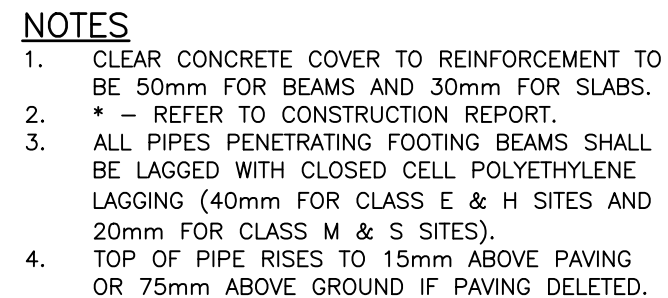 NOTES
1. CLEAR CONCRETE COVER TO REINFORCEMENT TO
BE 50mm FOR BEAMS AND 30mm FOR SLABS.
2. * – REFER TO CONSTRUCTION REPORT.
3. ALL PIPES PENETRATING FOOTING BEAMS SHALL
BE LAGGED WITH CLOSED CELL POLYETHYLENE
LAGGING (40mm FOR CLASS E & H SITES AND
20mm FOR CLASS M & S SITES).
4. TOP OF PIPE RISES TO 15mm ABOVE PAVING
OR 75mm ABOVE GROUND IF PAVING DELETED.